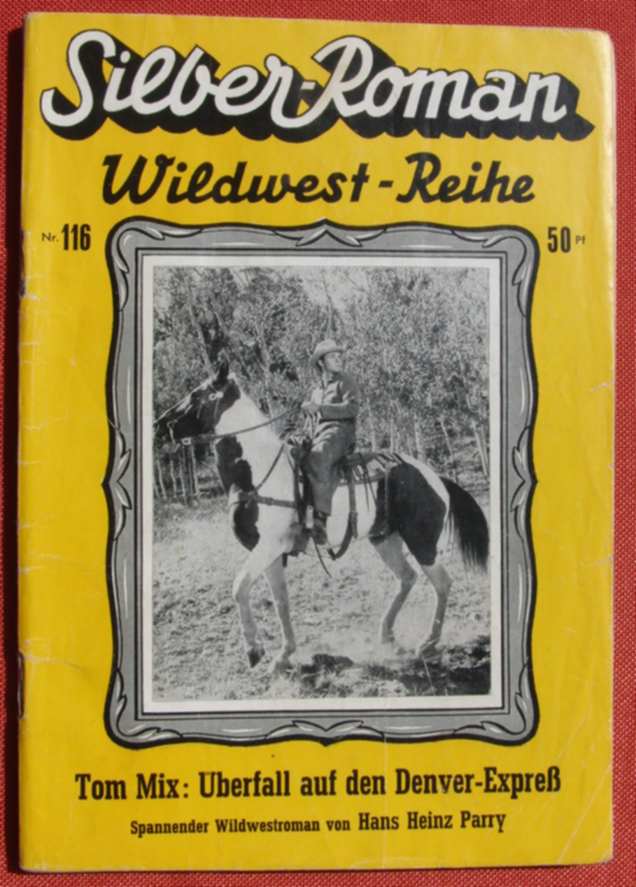 Silber-Roman
Wildwest-Reihe
Nr. 116
50 Pf
Tom Mix: Überfall auf den Denver-Expreß
Spannender Wildwestroman von Hans Heinz Parry